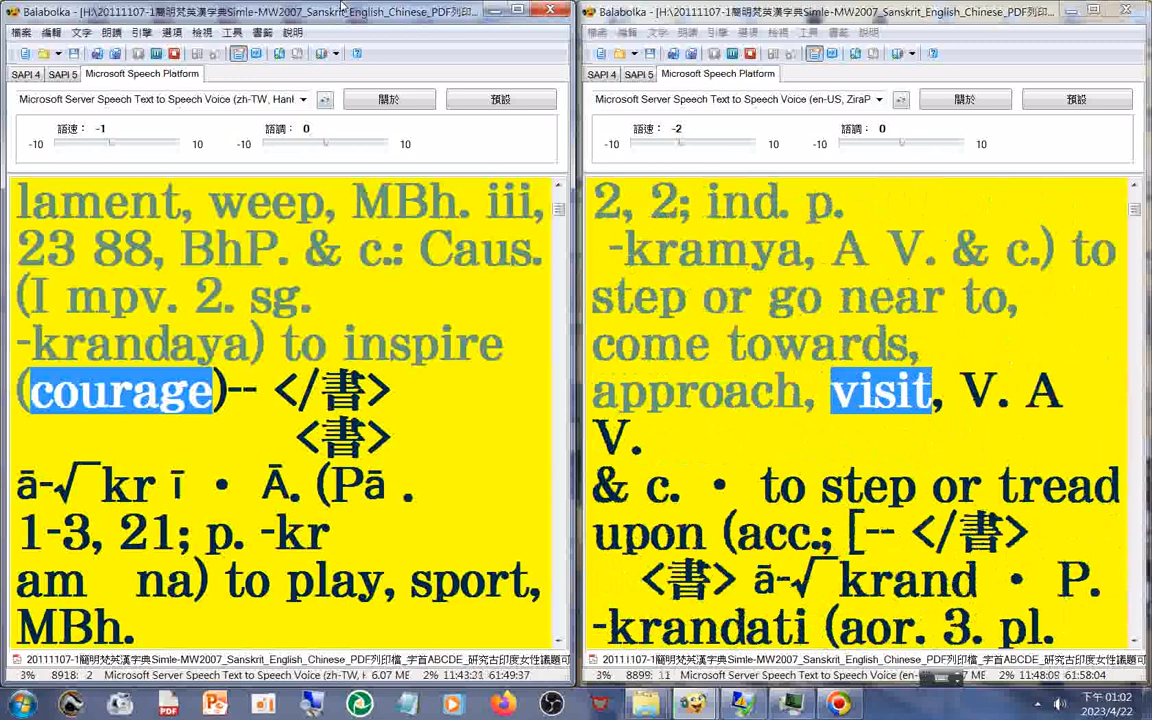 Balabolka - [H:\20111107-1簡明梵英漢字典Simle-MW2007_Sanskrit_English_Chinese_PDF列印...
檔案 編輯 文字 朗讀 引擎 選項 檢視 工具 書籤 說明
SAPI 4 SAPI 5 Microsoft Speech Platform
Microsoft Server Speech Text to Speech Voice (zh-TW, HanH
關於 預設
語速： -1 語調： 0
-10 10 -10 10
lament, weep, MBh. iii,
23 88, BhP. & c.: Caus.
(I mpv. 2. sg.
-krandaya) to inspire
(courage)-- </書>
<書>
ā-√kr ī • Ā. (Pā .
1-3, 21; p. -kr
am na) to play, sport,
MBh.
20111107-1簡明梵英漢字典Simle-MW2007_Sanskrit_English_Chinese_PDF列印檔_字首ABCDE_研究古印度女性議題可
3% 8918: 2 Microsoft Server Speech Text to Speech Voice (zh-TW, H 6.07 MB 2% 11:43:21 61:49:37
Balabolka - [H:\20111107-1簡明梵英漢字典Simle-MW2007_Sanskrit_English_Chinese_PDF列印...
檔案 編輯 文字 朗讀 引擎 選項 檢視 工具 書籤 說明
SAPI 4 SAPI 5 Microsoft Speech Platform
Microsoft Server Speech Text to Speech Voice (en-US, ZiraP
關於 預設
語速： -2 語調： 0
-10 10 -10 10
2, 2; ind. p.
-kramya, A V. & c.) to
step or go near to,
come towards,
approach, visit, V. A
V.
& c. • to step or tread
upon (acc.; [-- </書>
<書> ā-√krand • P.
-krandati (aor. 3. pl.
20111107-1簡明梵英漢字典Simle-MW2007_Sanskrit_English_Chinese_PDF列印檔_字首ABCDE_研究古印度女性議題可
3% 8899: 11 Microsoft Server Speech Text to Speech Voice (en-US 6.07 MB 2% 11:48:09 61:58:04
下午 01:02
2023/4/22